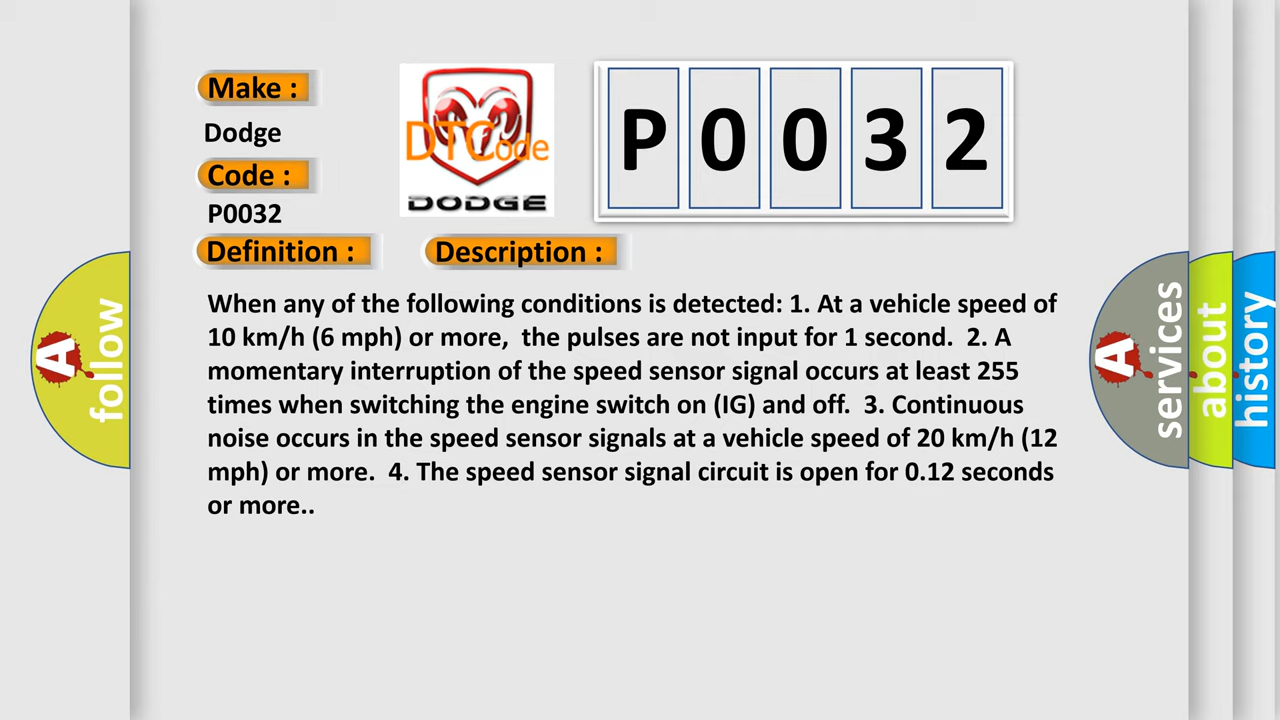 Make :
Dodge
Code :
P0032
Definition :
Description :
DTCode
DODGE
P0032
When any of the following conditions is detected: 1. At a vehicle speed of
10 km/h (6 mph) or more,  the pulses are not input for 1 second.  2. A
momentary interruption of the speed sensor signal occurs at least 255
times when switching the engine switch on (IG) and off.  3. Continuous
noise occurs in the speed sensor signals at a vehicle speed of 20 km/h (12
mph) or more.  4. The speed sensor signal circuit is open for 0.12 seconds
or more..
A
follow
A
services
about
history